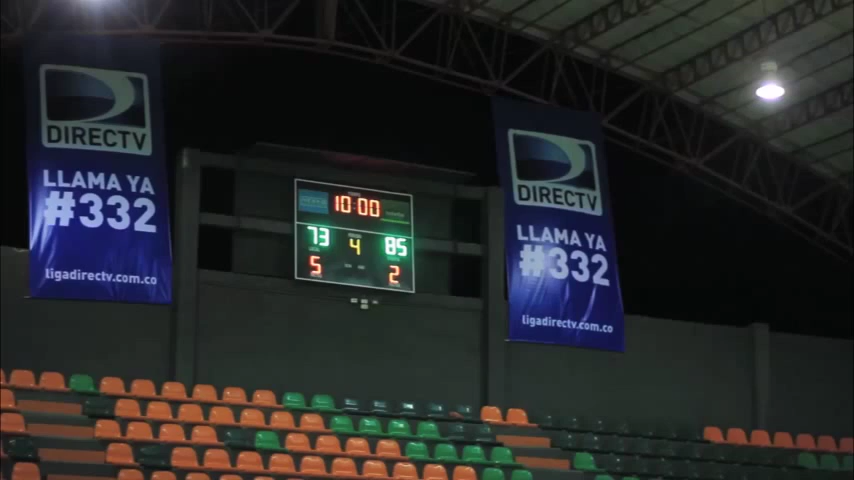 DIRECTV
LLAMA YA
#332
ligadirectv.com.co
10:00
73
4
85
5
2
DIRECTV
LLAMA YA
#332
ligadirectv.com.co